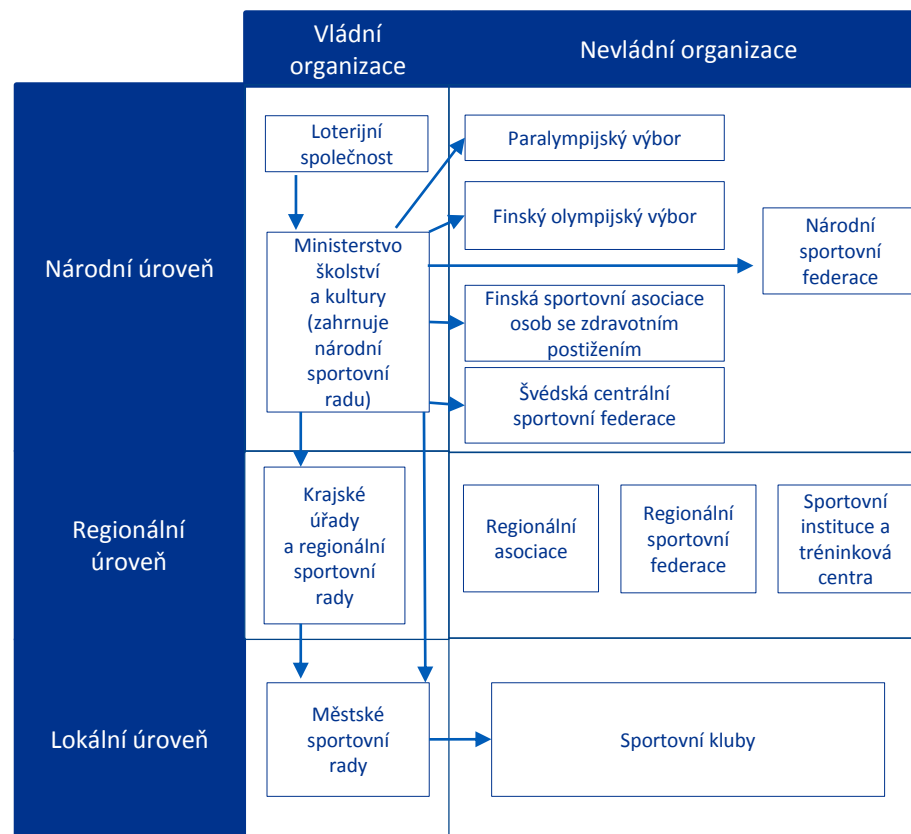 Vládní
organizace
Nevládní organizace
Národní úroveň
Loterijní
společnost
Ministerstvo
školství
a kultury
(zahrnuje
národní
sportovní
radu)
Paralympijský výbor
Finský olympijský výbor
Národní
sportovní
federace
Finská sportovní asociace
osob se zdravotním
postižením
Švédská centrální
sportovní federace
Regionální
úroveň
Krajské
úřady
a regionální
sportovní
rady
Regionální
asociace
Regionální
sportovní
federace
Sportovní
instituce a
tréninková
centra
Lokální úroveň
Městské
sportovní
rady
Sportovní kluby